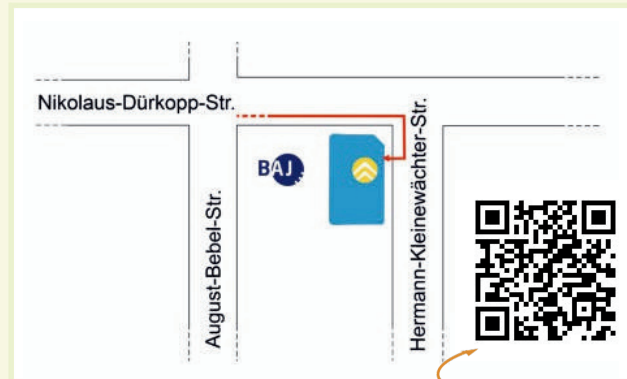 Nikolaus-Dürkopp-Str.
BAJ
August-Bebel-Str.
Hermann-Kleinewächter-Str.